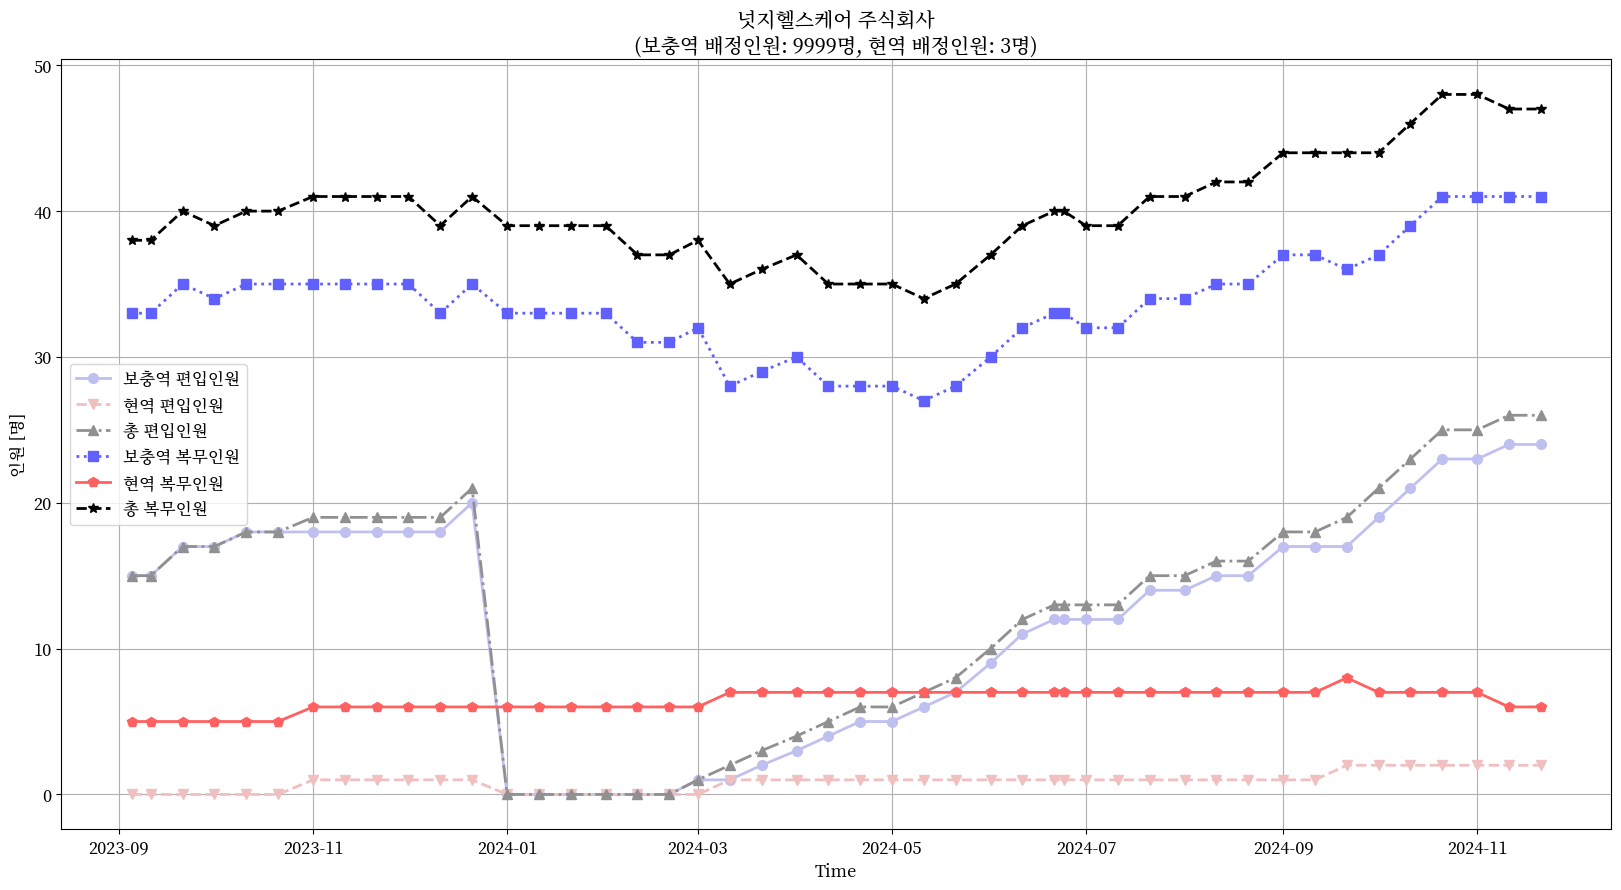 넛지헬스케어 주식회사
(보충역 배정인원: 9999명, 현역 배정인원: 3명)
50
40
30
20
10
0
인원 [명]
보충역 편입인원
현역 편입인원
총 편입인원
보충역 복무인원
현역 복무인원
총 복무인원
2023-09
2023-11
2024-01
2024-03
2024-05
2024-07
2024-09
2024-11
Time